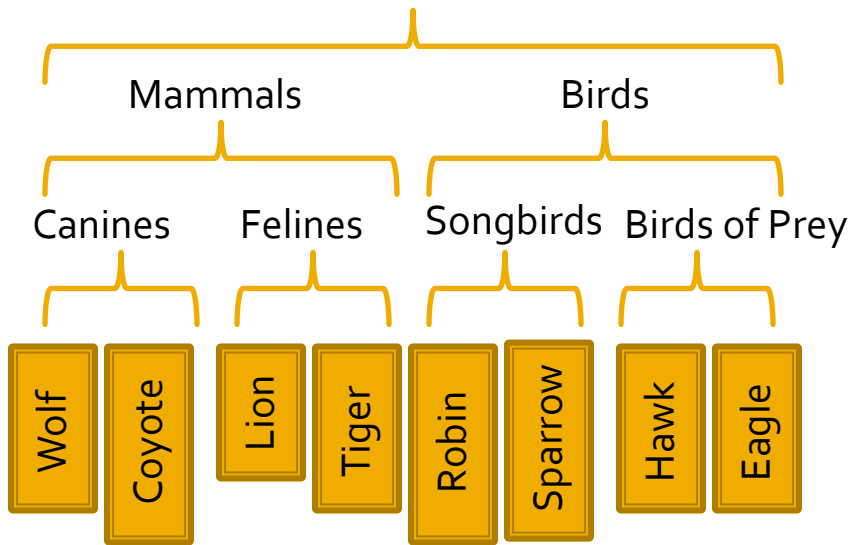 Mammals Birds
Canines Felines Songbirds Birds of Prey
Wolf Coyote Lion Tiger Robin Sparrow Hawk Eagle